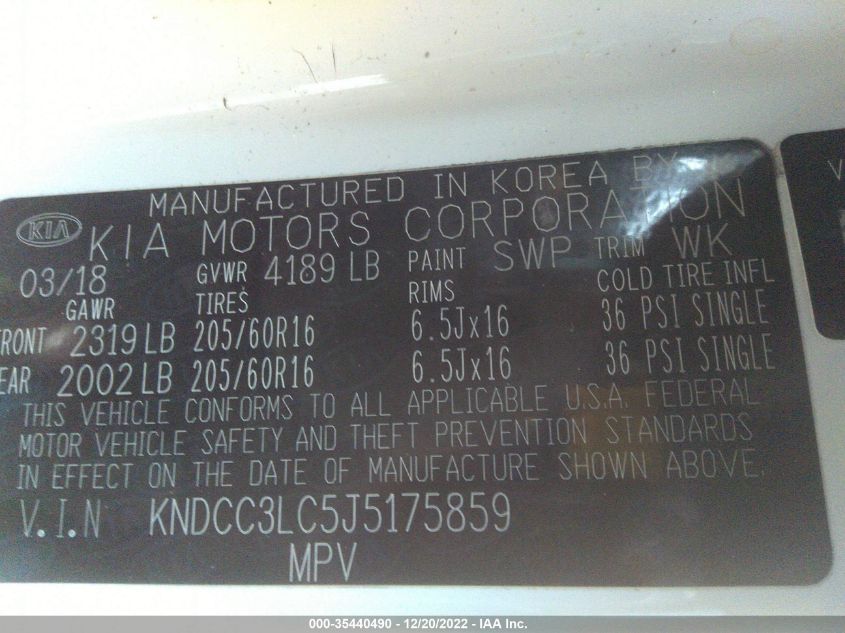 MANUFACTURED IN KOREA BY
KIA KIA MOTORS CORPORATION
03/18 GVWR 4189 LB PAINT SWP TRIM WK
GAWR TIRES RIMS COLD TIRE INFL
FRONT 2319 LB 205/60R16 6.5Jx16 36 PSI SINGLE
REAR 2002 LB 205/60R16 6.5Jx16 36 PSI SINGLE
THIS VEHICLE CONFORMS TO ALL APPLICABLE U.S.A. FEDERAL
MOTOR VEHICLE SAFETY AND THEFT PREVENTION STANDARDS
IN EFFECT ON THE DATE OF MANUFACTURE SHOWN ABOVE.
V.I.N KNDCC3LC5J5175859
MPV
V
000-35440490 - 12/20/2022 - IAA Inc.